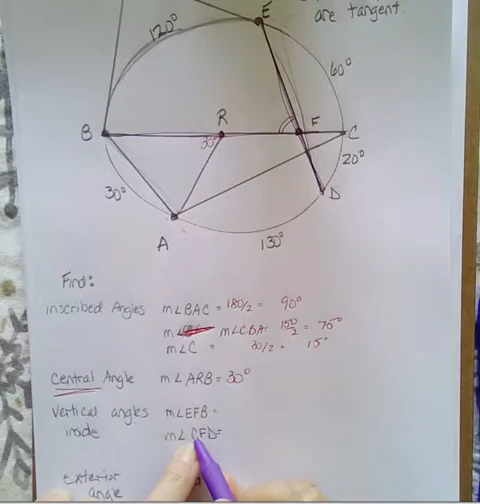 are tangent.
E
120°
60°
B
R
F
C
30°
20°
30°
D
A
130°
Find:
inscribed Angles m∠BAC = 180/2 = 90°
m∠ m∠CBA = 150/2 = 75°
m∠C = 30/2 = 15°
Central Angle m∠ARB = 30°
Vertical angles m∠EFB =
inside m∠CFD=
exterior
angle